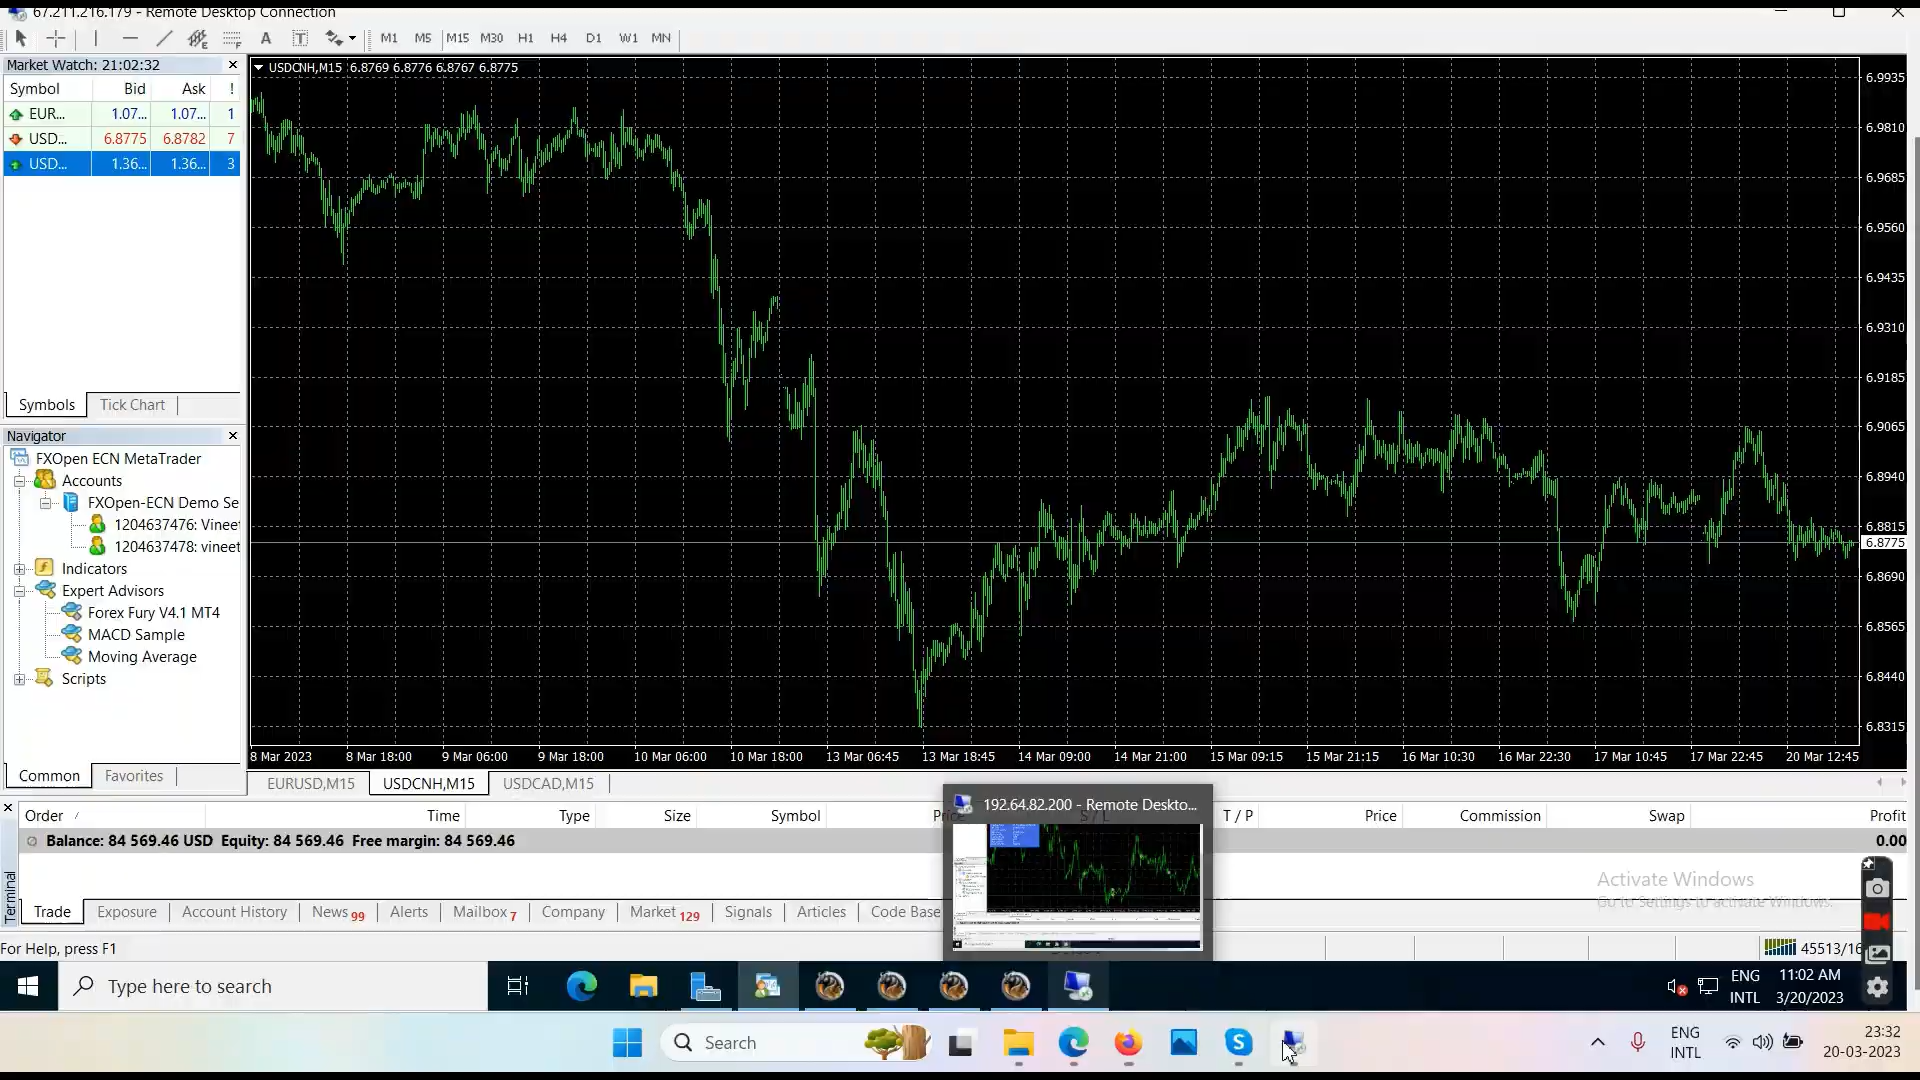 67.211.216.179 - Remote Desktop Connection
A T M1 M5 M15 M30 H1 H4 D1 W1 MN
Market Watch: 21:02:32
Symbol Bid Ask !
EUR... 1.07... 1.07... 1
USD... 6.8775 6.8782 7
USD... 1.36... 1.36... 3
Symbols Tick Chart
Navigator
FXOpen ECN MetaTrader
Accounts
FXOpen-ECN Demo Se
1204637476: Vineet
1204637478: vineet
Indicators
Expert Advisors
Forex Fury V4.1 MT4
MACD Sample
Moving Average
Scripts
Common Favorites
USDCNH,M15 6.8769 6.8776 6.8767 6.8775
6.9935
6.9810
6.9685
6.9560
6.9435
6.9310
6.9185
6.9065
6.8940
6.8815
6.8775
6.8690
6.8565
6.8440
6.8315
8 Mar 2023 8 Mar 18:00 9 Mar 06:00 9 Mar 18:00 10 Mar 06:00 10 Mar 18:00 13 Mar 06:45 13 Mar 18:45 14 Mar 09:00 14 Mar 21:00 15 Mar 09:15 15 Mar 21:15 16 Mar 10:30 16 Mar 22:30 17 Mar 10:45 17 Mar 22:45 20 Mar 12:45
EURUSD,M15 USDCNH,M15 USDCAD,M15
192.64.82.200 - Remote Deskto...
Order / Time Type Size Symbol Price S / L T / P Price Commission Swap Profit
Balance: 84 569.46 USD Equity: 84 569.46 Free margin: 84 569.46 0.00
Terminal
Activate Windows
Go to Settings to activate Windows.
Trade Exposure Account History News 99 Alerts Mailbox 7 Company Market 129 Signals Articles Code Base
For Help, press F1
45513/16
Type here to search
ENG
INTL
11:02 AM
3/20/2023
Search
ENG
INTL
23:32
20-03-2023